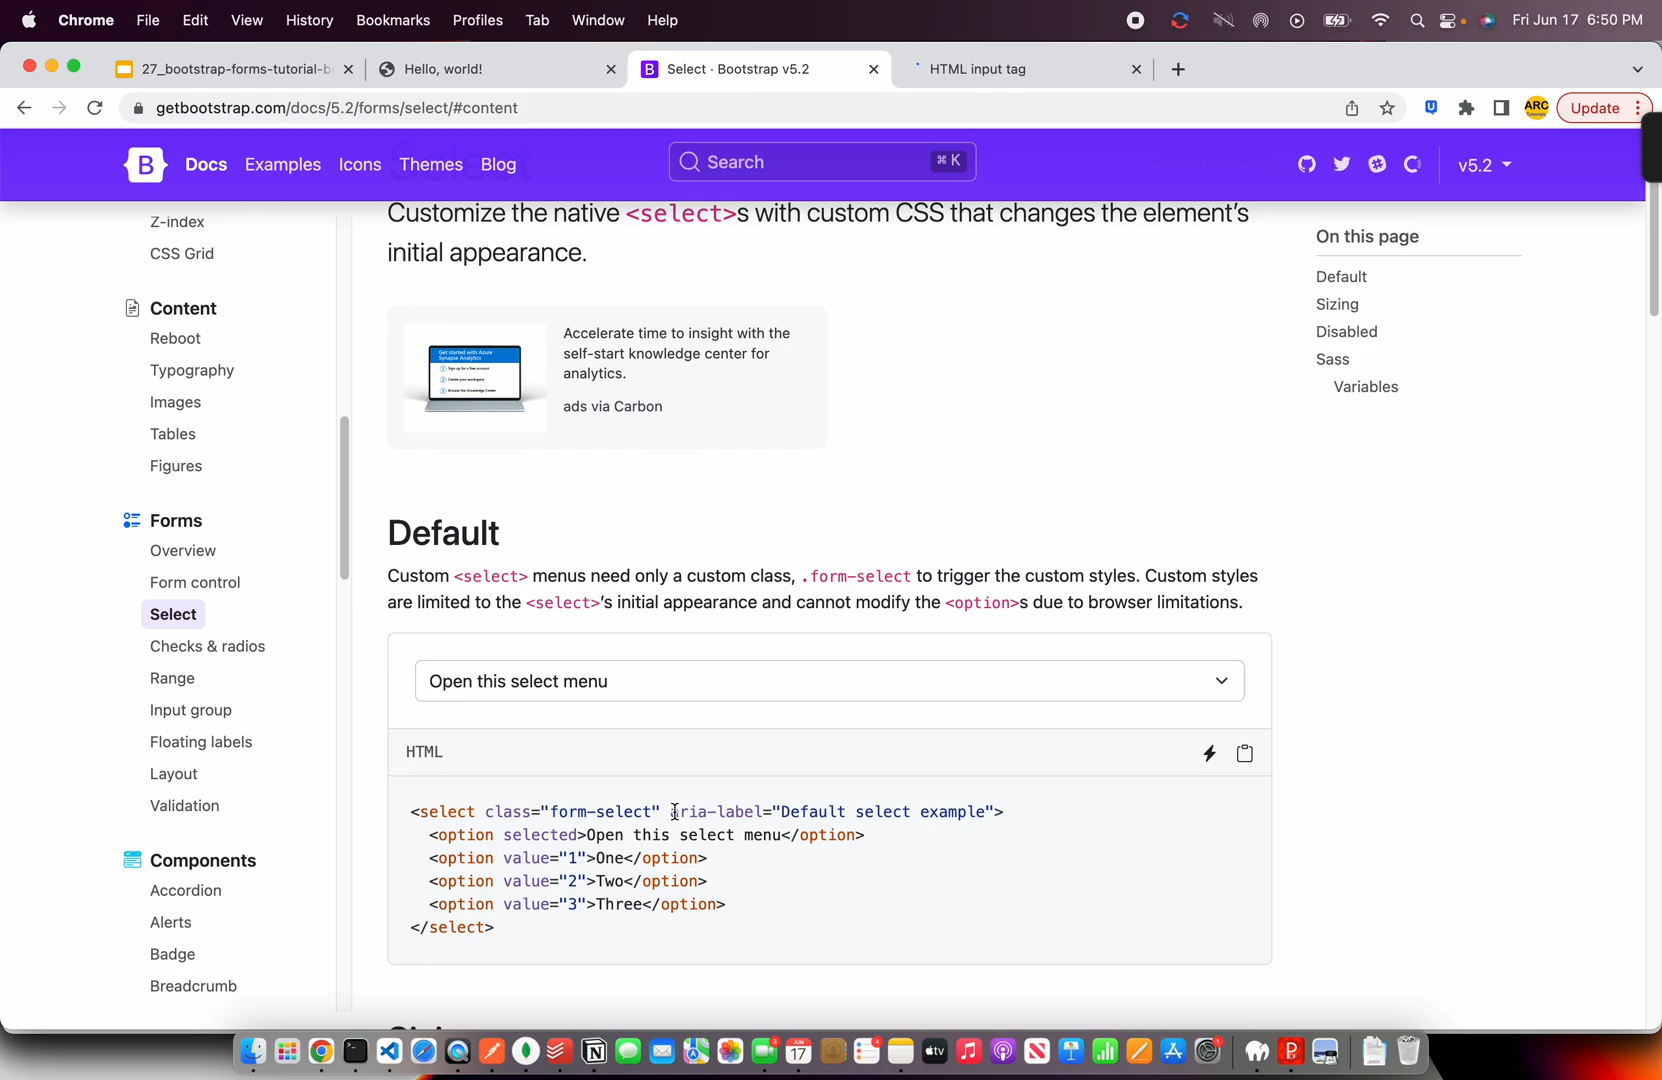 Chrome File Edit View History Bookmarks Profiles Tab Window Help Fri Jun 17 6:50 PM
27_bootstrap-forms-tutorial-b Hello, world! Select · Bootstrap v5.2 HTML input tag
getbootstrap.com/docs/5.2/forms/select/#content
ARC
Update
B Docs Examples Icons Themes Blog Search ⌘ K v5.2
Z-index
CSS Grid
Content
Reboot
Typography
Images
Tables
Figures
Forms
Overview
Form control
Select
Checks & radios
Range
Input group
Floating labels
Layout
Validation
Components
Accordion
Alerts
Badge
Breadcrumb
Customize the native <select>s with custom CSS that changes the element's
initial appearance.
Get started with Azure
Synapse Analytics
Accelerate time to insight with the
self-start knowledge center for
analytics.
ads via Carbon
Default
Custom <select> menus need only a custom class, .form-select to trigger the custom styles. Custom styles
are limited to the <select>'s initial appearance and cannot modify the <option>s due to browser limitations.
Open this select menu
HTML
<select class="form-select" aria-label="Default select example">
<option selected>Open this select menu</option>
<option value="1">One</option>
<option value="2">Two</option>
<option value="3">Three</option>
</select>
On this page
Default
Sizing
Disabled
Sass
Variables